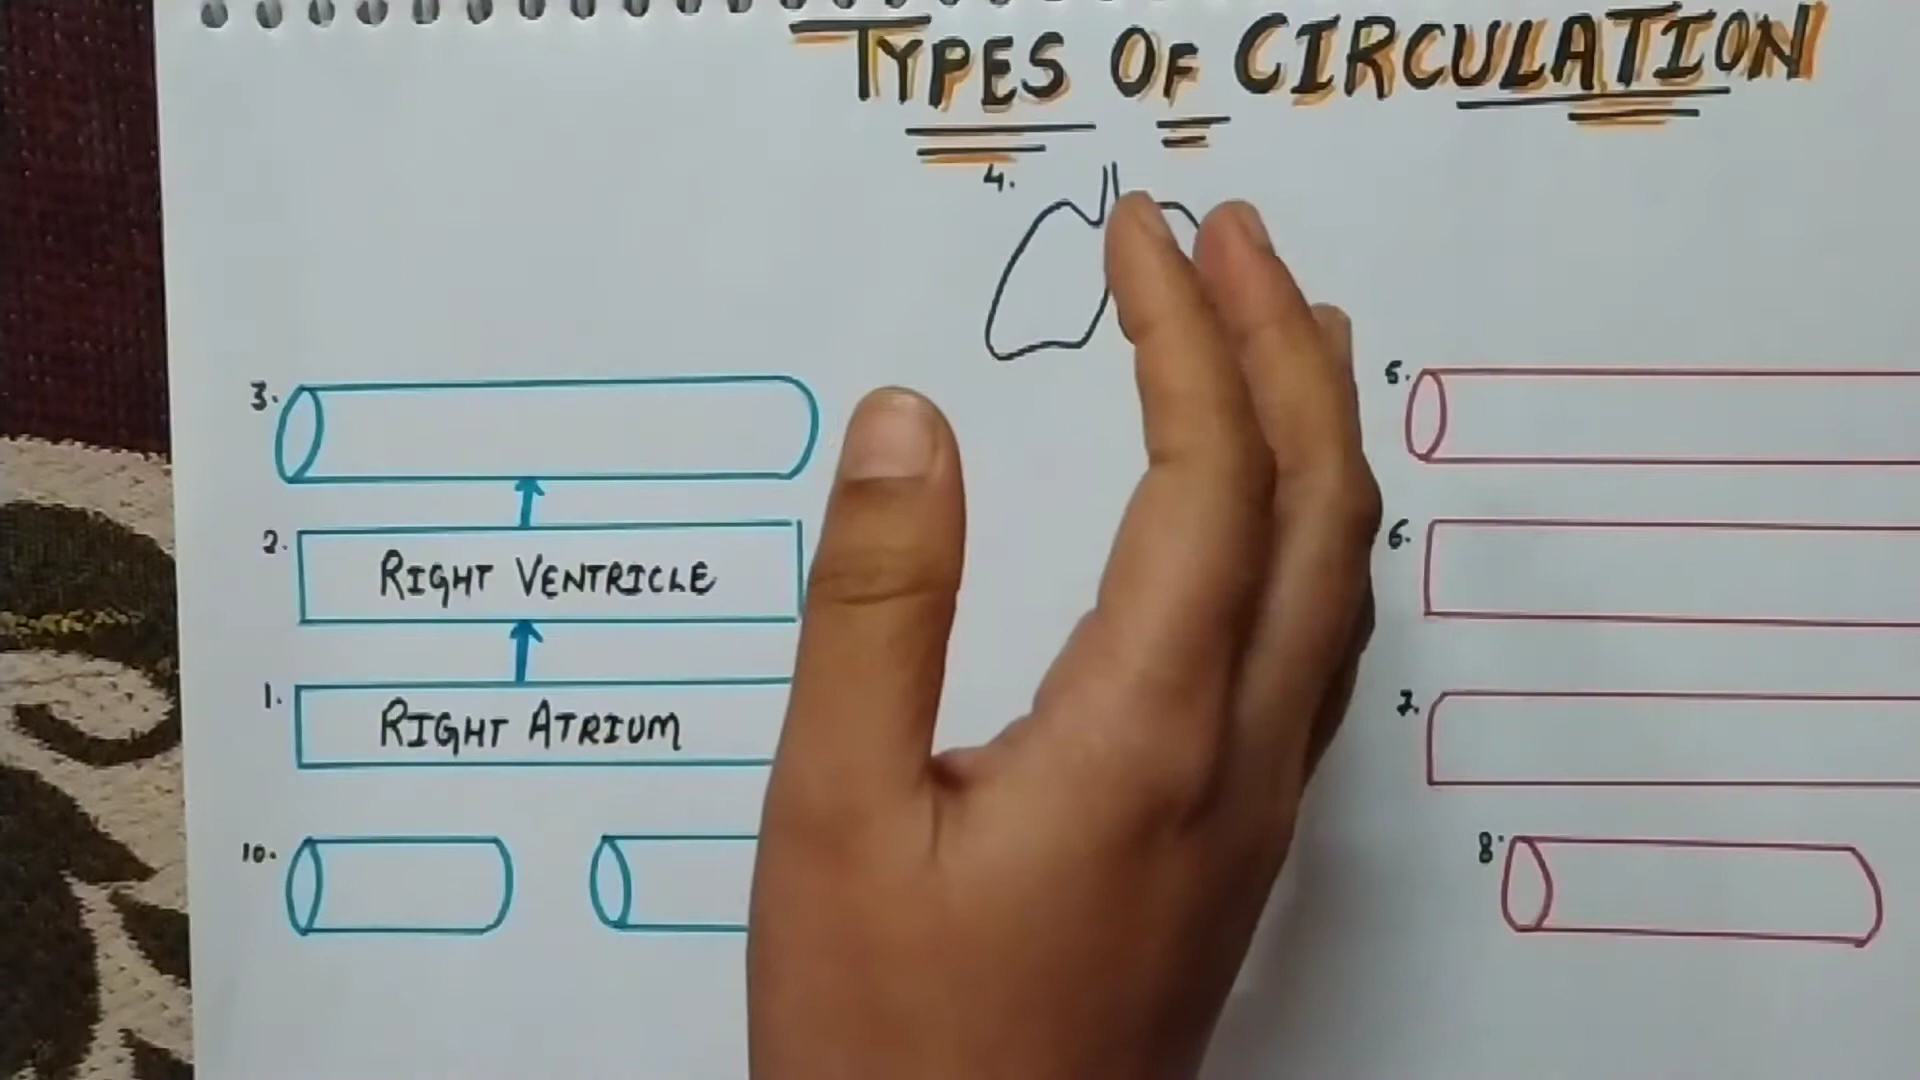 TYPES OF CIRCULATION
4.
3.
5.
2. RIGHT VENTRICLE
6.
1. RIGHT ATRIUM
7.
10.
8.